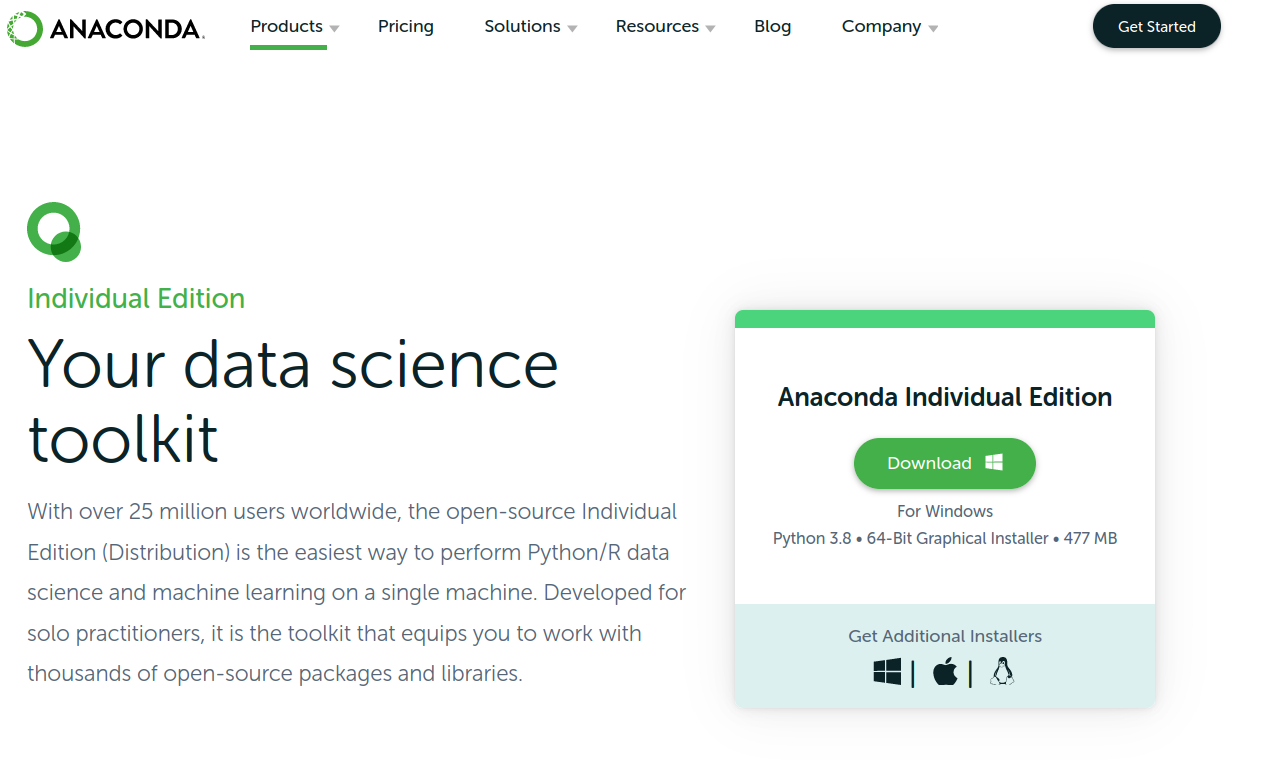 ANACONDA.
Products Pricing Solutions Resources Blog Company Get Started
Individual Edition
Your data science
toolkit
With over 25 million users worldwide, the open-source Individual
Edition (Distribution) is the easiest way to perform Python/R data
science and machine learning on a single machine. Developed for
solo practitioners, it is the toolkit that equips you to work with
thousands of open-source packages and libraries.
Anaconda Individual Edition
Download
For Windows
Python 3.8 • 64-Bit Graphical Installer • 477 MB
Get Additional Installers
| |